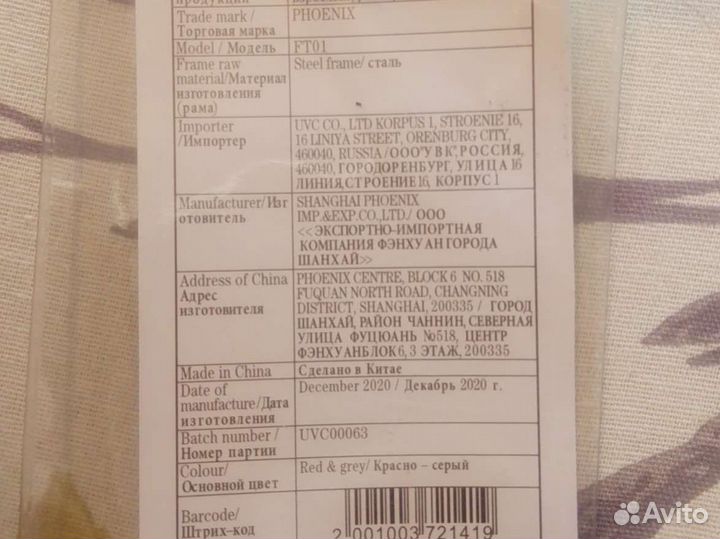 Trade mark / PHOENIX
Торговая марка
Model / Модель FT01
Frame raw Steel frame/ сталь
material/Материал
изготовления
(рама)
Importer UVC CO., LTD KORPUS 1, STROENIE 16,
/Импортер 16 LINIYA STREET, ORENBURG CITY,
460040, RUSSIA/ООО"УВК",РОССИЯ,
460040, ГОРОДОРЕНБУРГ, УЛИЦА 16
ЛИНИЯ,СТРОЕНИЕ16, КОРПУС 1
Manufacturer/Изг SHANGHAI PHOENIX
отовитель IMP.&EXP.CO.,LTD/ ООО
<<ЭКСПОРТНО-ИМПОРТНАЯ
КОМПАНИЯ ФЭНХУАН ГОРОДА
ШАНХАЙ>>
Address of China PHOENIX CENTRE, BLOCK 6 NO. 518
Адрес FUQUAN NORTH ROAD, CHANGNING
изготовителя DISTRICT, SHANGHAI, 200335 / ГОРОД
ШАНХАЙ, РАЙОН ЧАННИН, СЕВЕРНАЯ
УЛИЦА ФУЦЮАНЬ №518, ЦЕНТР
ФЭНХУАНБЛОК6, 3 ЭТАЖ, 200335
Made in China Сделано в Китае
Date of December 2020 / Декабрь 2020 г.
manufacture/Дата
изготовления
Batch number / UVC00063
Номер партии
Colour/ Red & grey/ Красно – серый
Основной цвет
Barcode/
Штрих-код 2 001003 721419
Avito